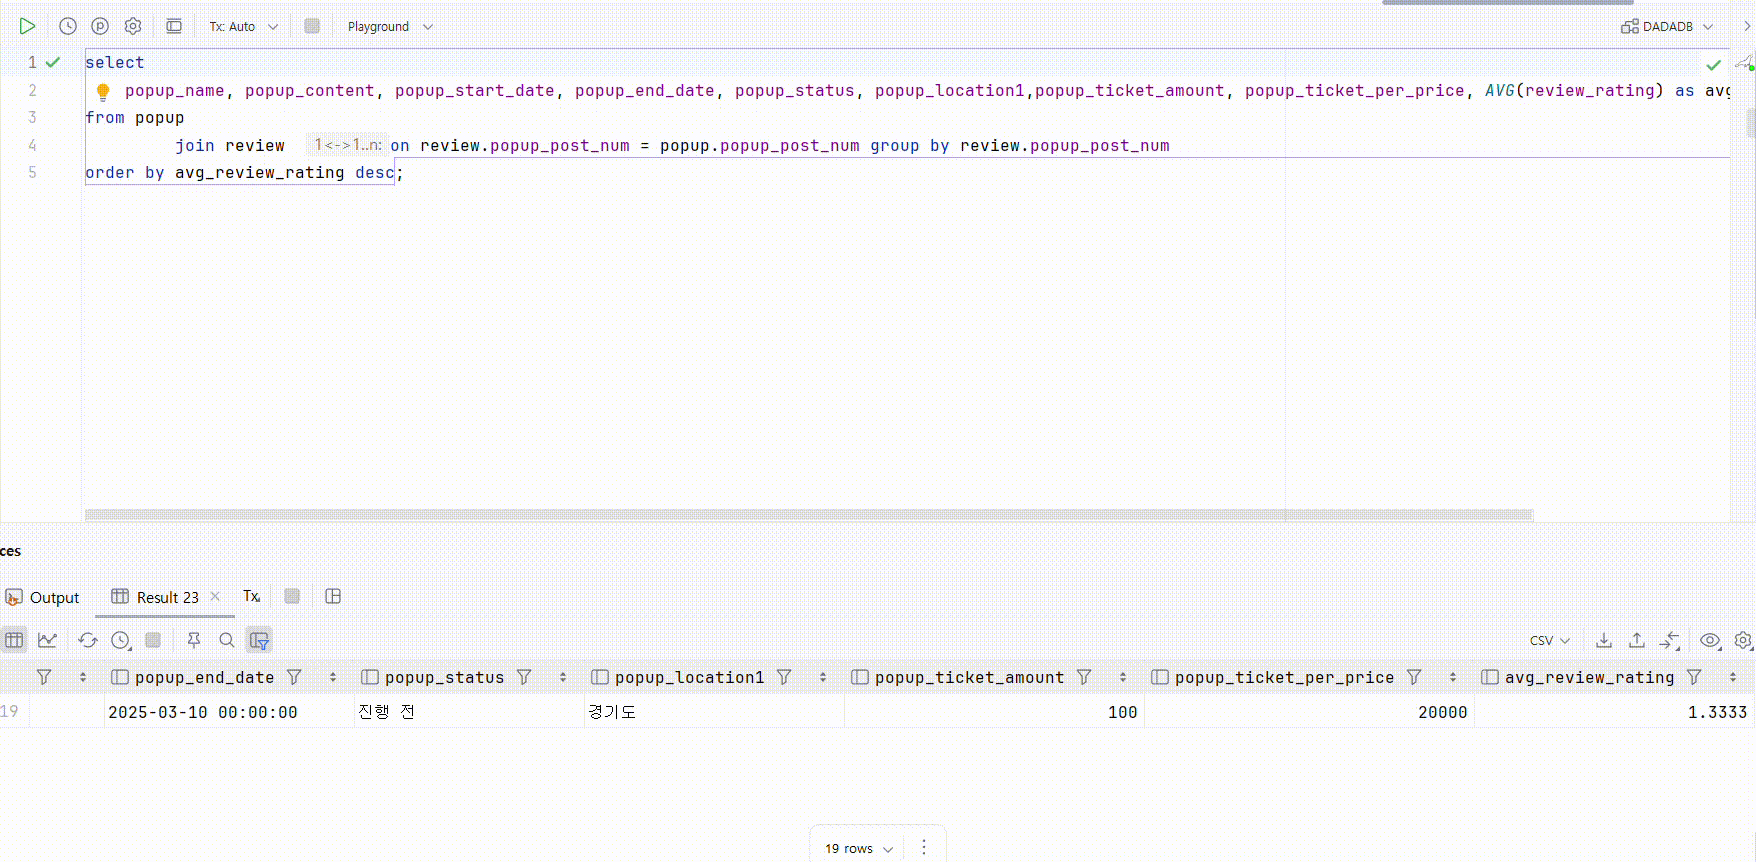 Tx: Auto Playground DADADB
1 select
2 popup_name, popup_content, popup_start_date, popup_end_date, popup_status, popup_location1,popup_ticket_amount, popup_ticket_per_price, AVG(review_rating) as avg
3 from popup
4 join review 1<->1..n: on review.popup_post_num = popup.popup_post_num group by review.popup_post_num
5 order by avg_review_rating desc;
ces
Output Result 23 Tx
CSV
popup_end_date popup_status popup_location1 popup_ticket_amount popup_ticket_per_price avg_review_rating
19 2025-03-10 00:00:00 진행 전 경기도 100 20000 1.3333
19 rows